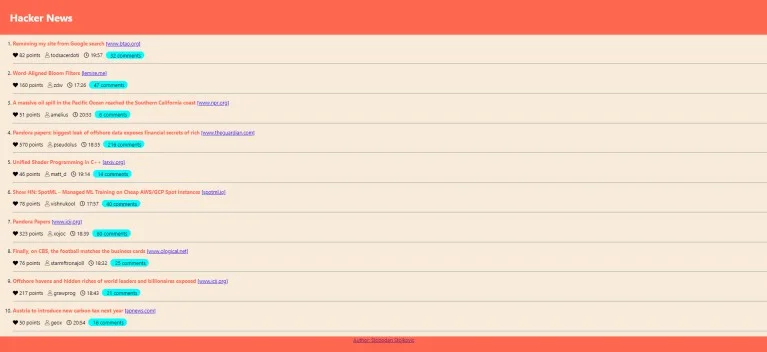 Hacker News
1. Removing my site from Google search [www.btao.org]
82 points todsacerdoti 19:57 32 comments
2. Word-Aligned Bloom Filters [lemire.me]
160 points zdw 17:26 47 comments
3. A massive oil spill in the Pacific Ocean reached the Southern California coast [www.npr.org]
51 points amelius 20:33 6 comments
4. Pandora papers: biggest leak of offshore data exposes financial secrets of rich [www.theguardian.com]
570 points pseudolus 18:35 216 comments
5. Unified Shader Programming in C++ [arxiv.org]
46 points matt_d 19:14 14 comments
6. Show HN: SpotML – Managed ML Training on Cheap AWS/GCP Spot Instances [spotml.io]
76 points vishnukool 17:57 40 comments
7. Pandora Papers [www.icij.org]
323 points xojoc 18:39 80 comments
8. Finally, on CBS, the football matches the business cards [www.slogical.net]
76 points 18:22 25 comments
9. Offshore havens and hidden riches of world leaders and billionaires exposed [www.icij.org]
217 points grawprog 18:43 21 comments
10. Austria to introduce new carbon tax next year [apnews.com]
50 points geox 20:54 16 comments
Author: Slobodan